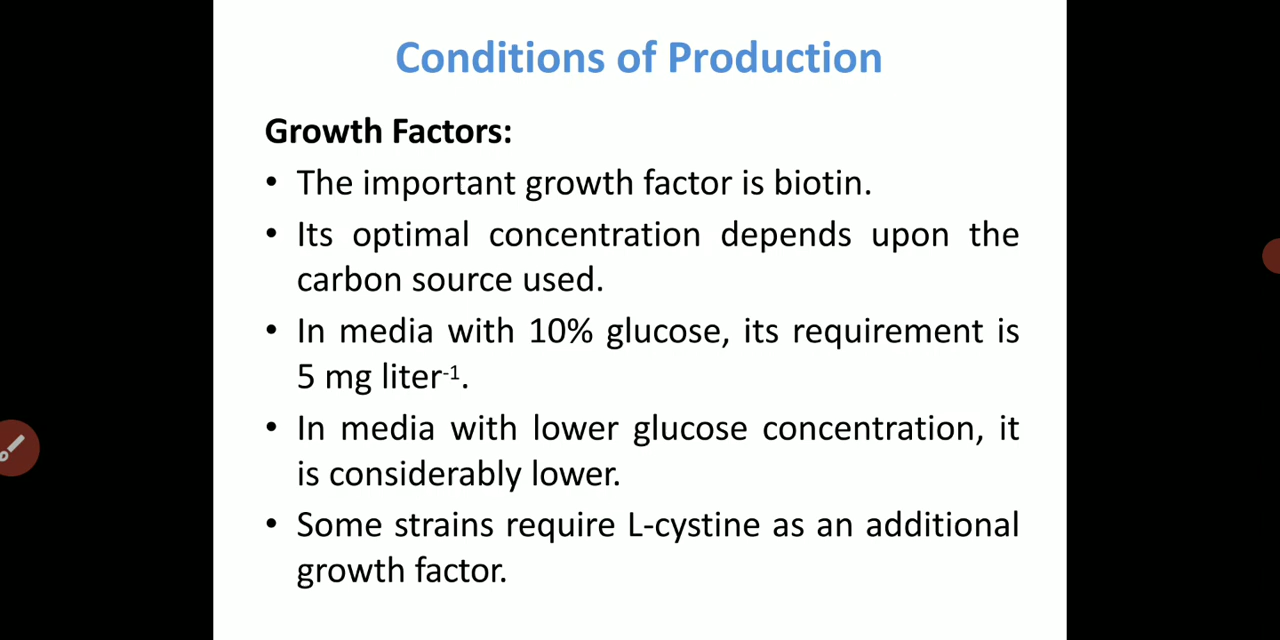 Conditions of Production
Growth Factors:
• The important growth factor is biotin.
• Its optimal concentration depends upon the
carbon source used.
• In media with 10% glucose, its requirement is
5 mg liter⁻¹.
• In media with lower glucose concentration, it
is considerably lower.
• Some strains require L-cystine as an additional
growth factor.